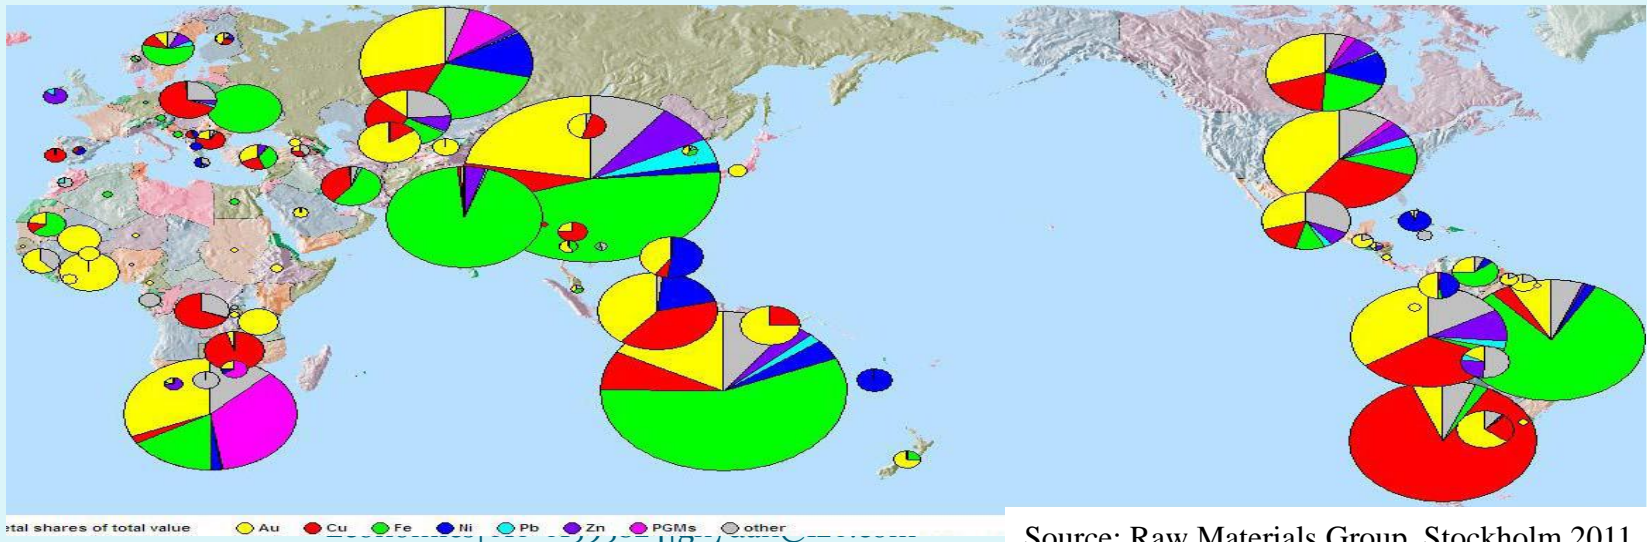 etal shares of total value Au Cu Fe Ni Pb Zn PGMs other
Source: Raw Materials Group, Stockholm 2011